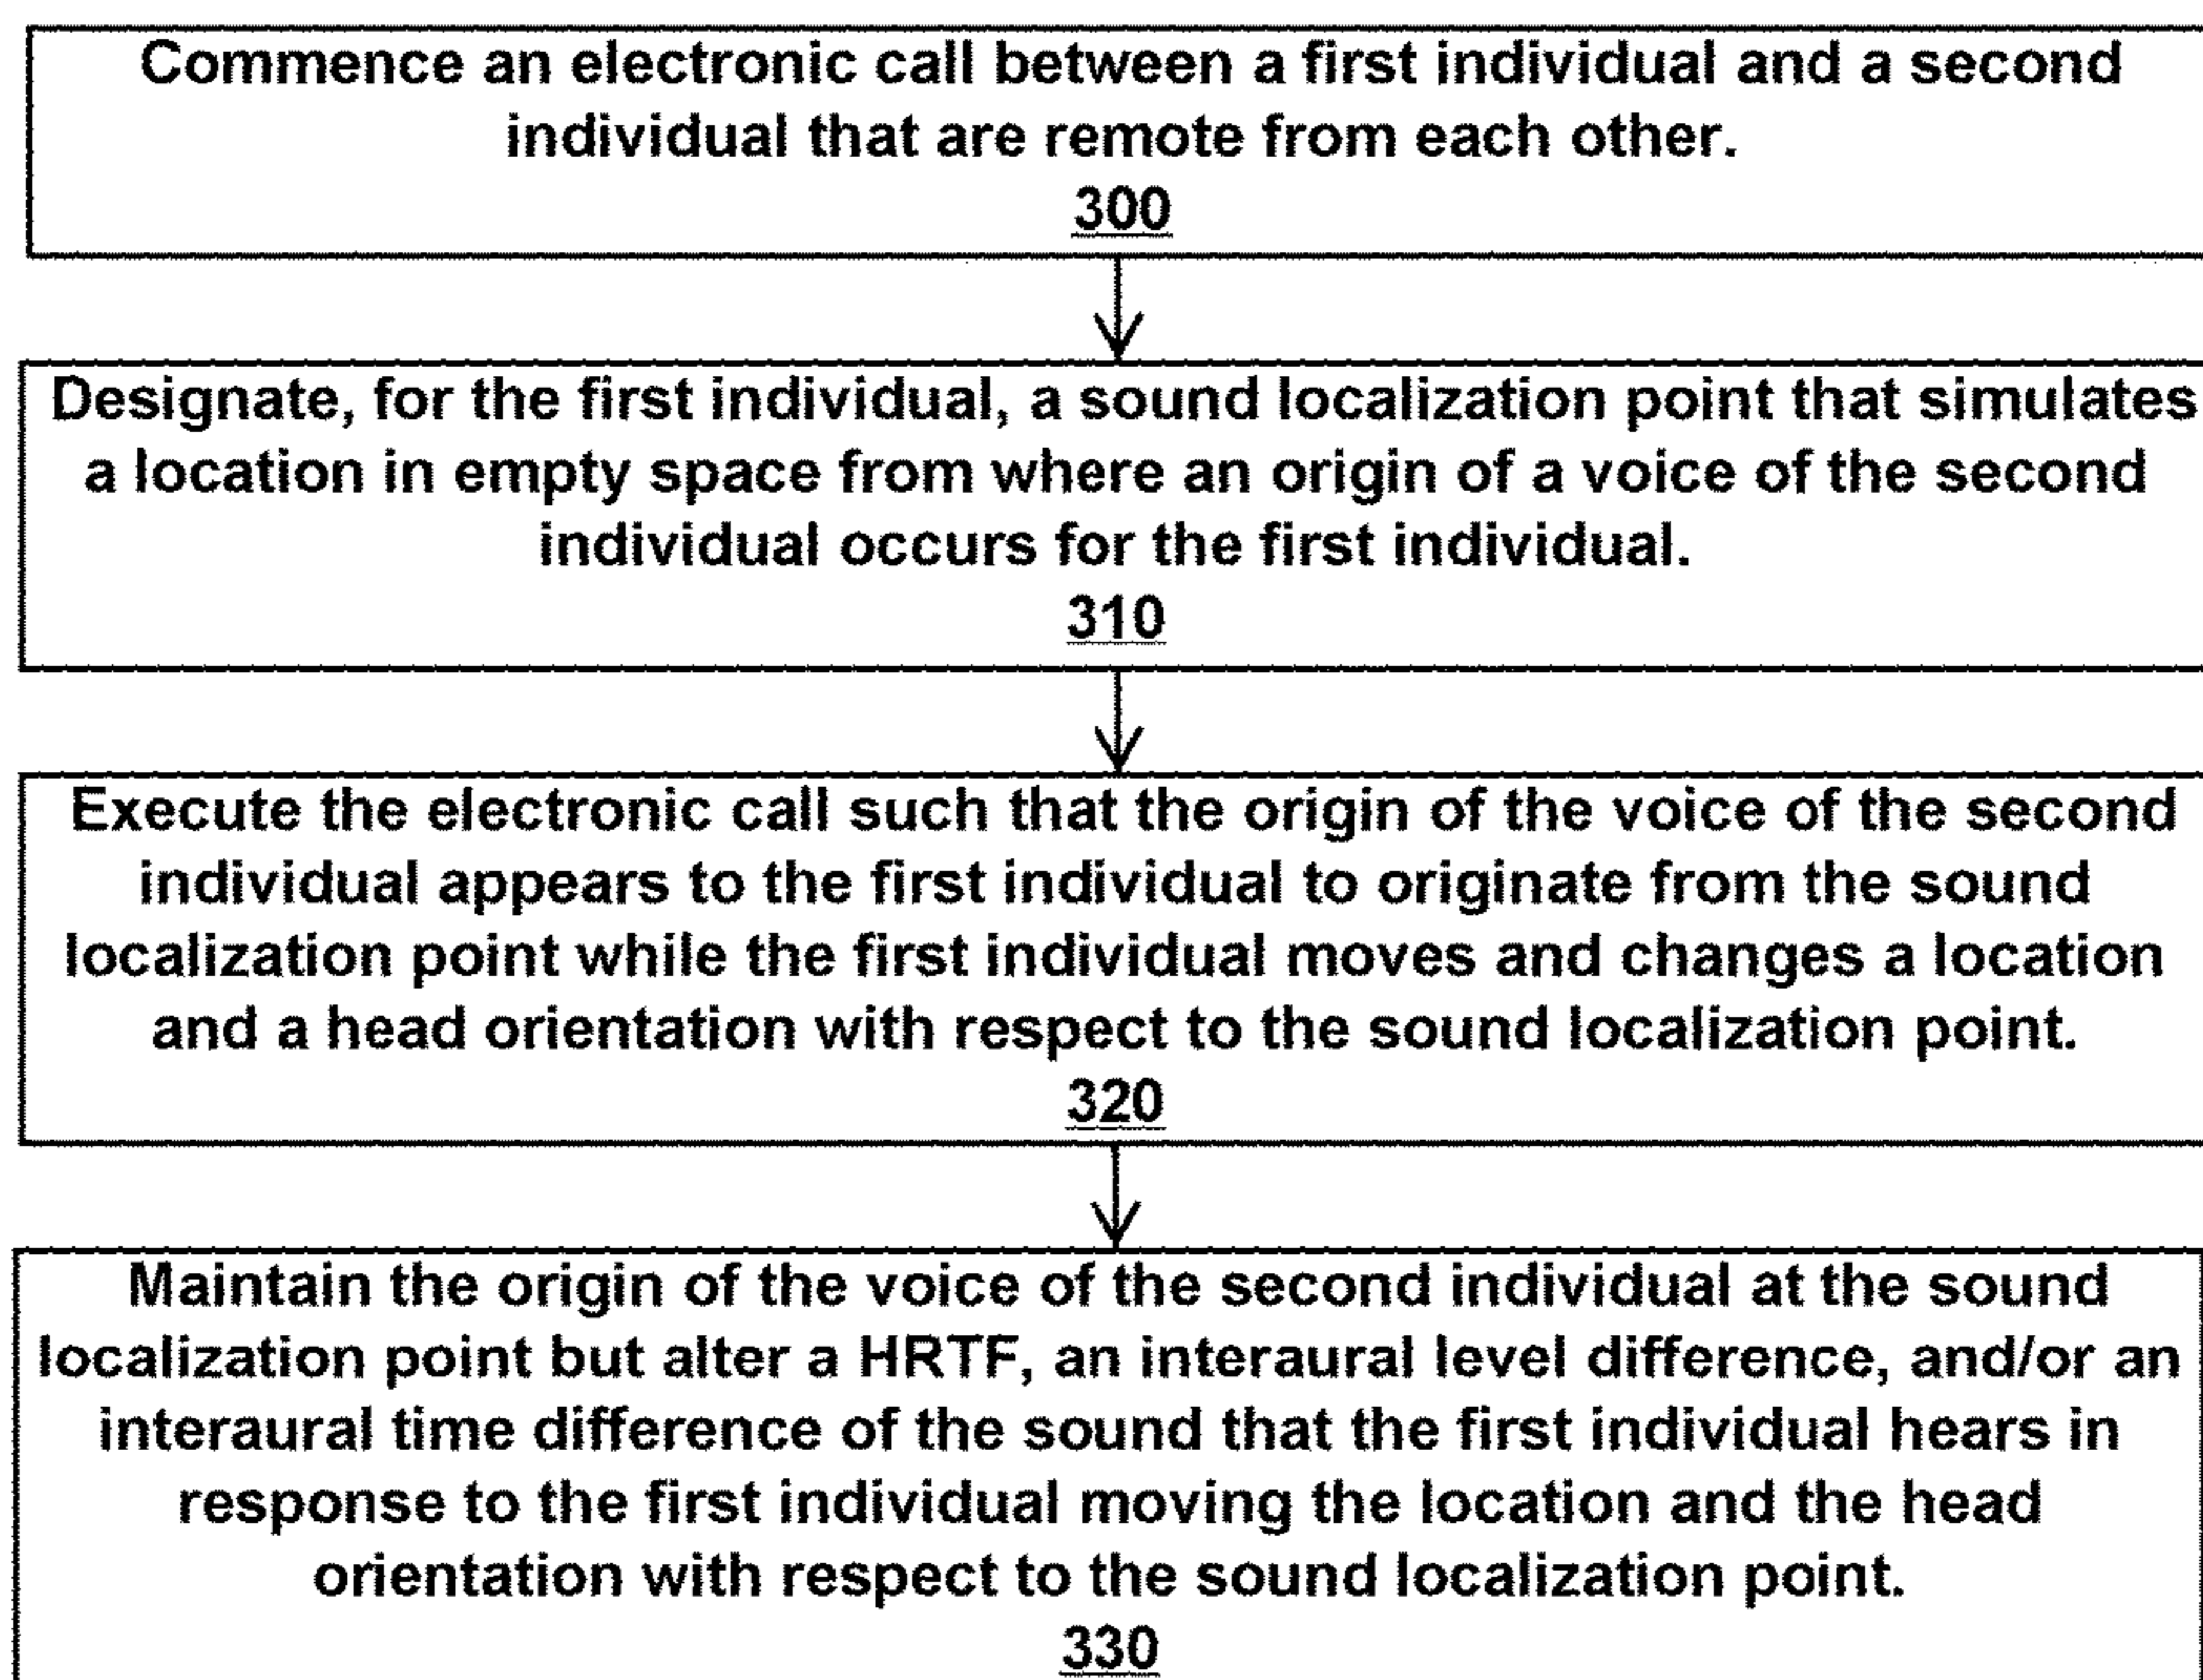 Commence an electronic call between a first individual and a second
individual that are remote from each other.
300
Designate, for the first individual, a sound localization point that simulates
a location in empty space from where an origin of a voice of the second
individual occurs for the first individual.
310
Execute the electronic call such that the origin of the voice of the second
individual appears to the first individual to originate from the sound
localization point while the first individual moves and changes a location
and a head orientation with respect to the sound localization point.
320
Maintain the origin of the voice of the second individual at the sound
localization point but alter a HRTF, an interaural level difference, and/or an
interaural time difference of the sound that the first individual hears in
response to the first individual moving the location and the head
orientation with respect to the sound localization point.
330